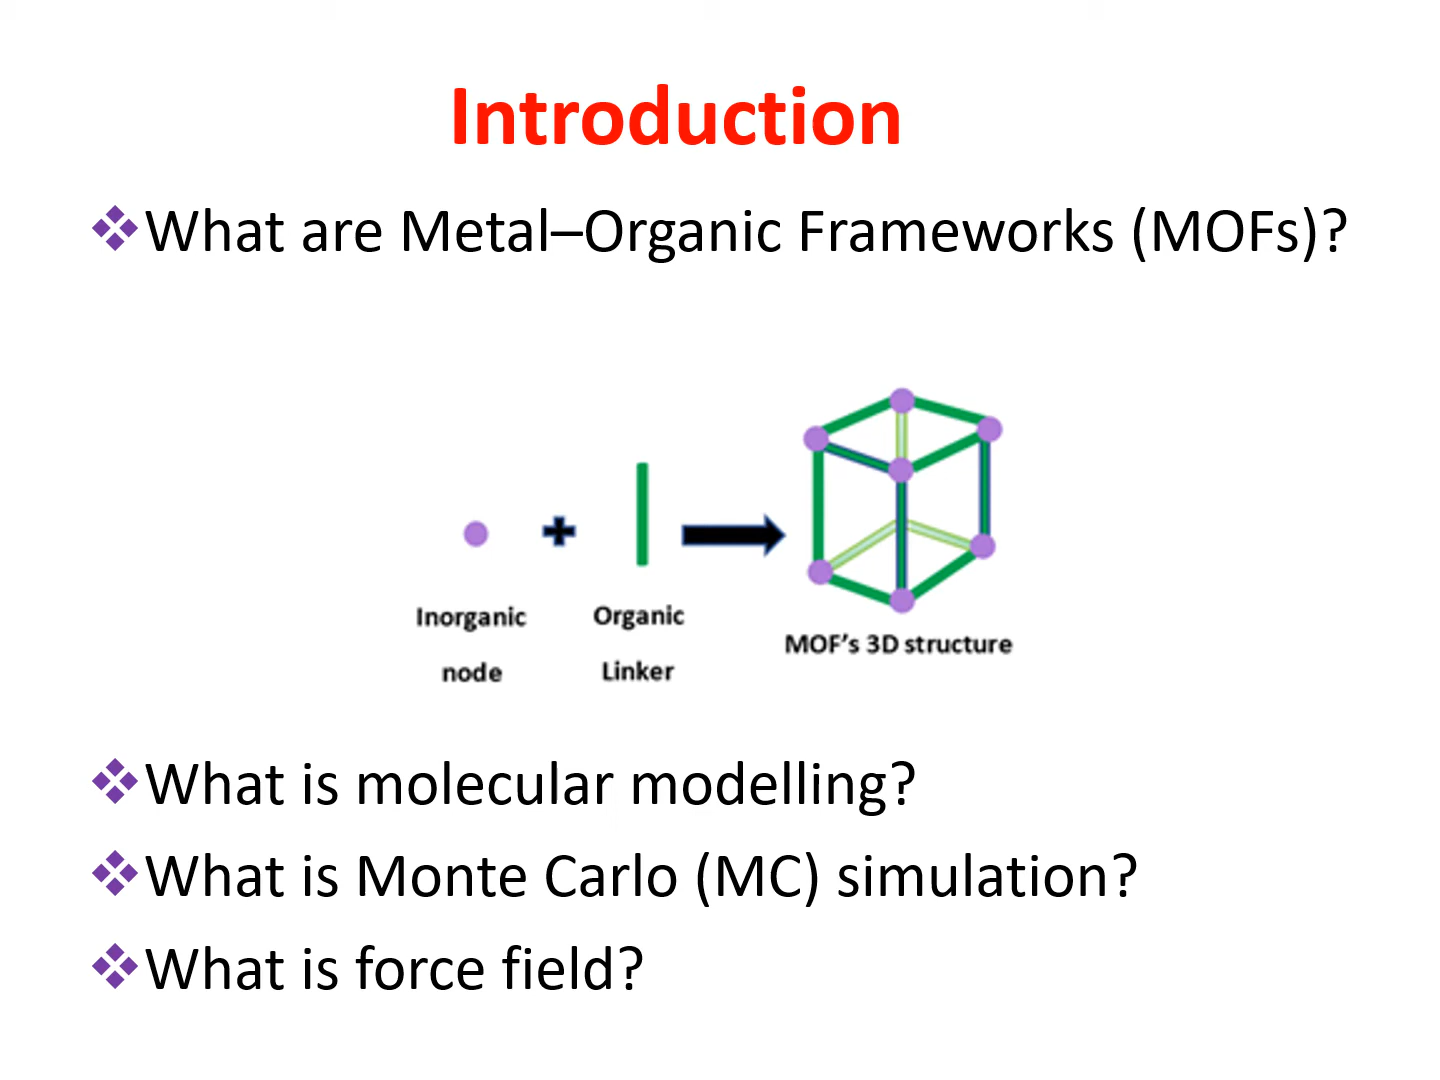 Introduction
What are Metal–Organic Frameworks (MOFs)?
Inorganic
node
Organic
Linker
MOF's 3D structure
What is molecular modelling?
What is Monte Carlo (MC) simulation?
What is force field?